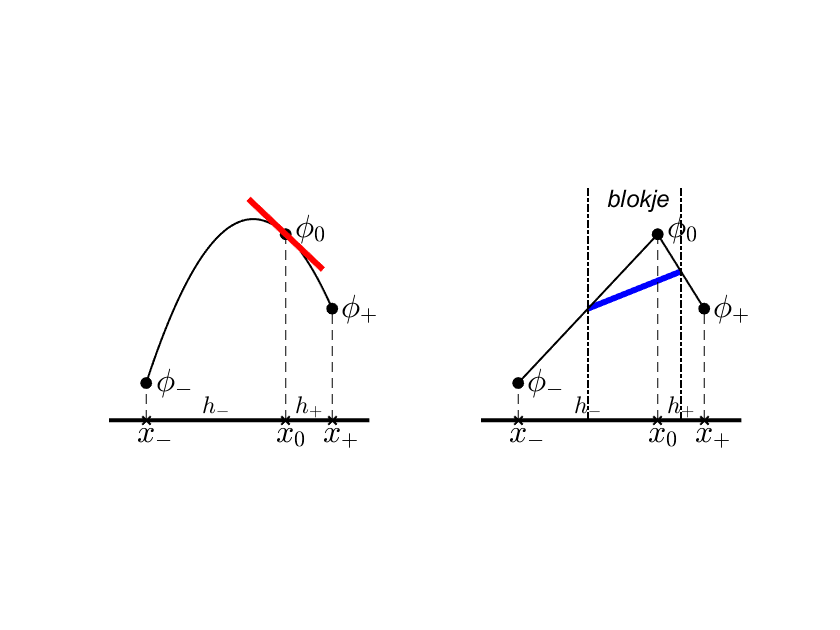 blokje
ϕ₀ ϕ₀
ϕ₊ ϕ₊
ϕ₋ ϕ₋
h₋ h₊ h₋ h₊
x₋ x₀ x₊ x₋ x₀ x₊